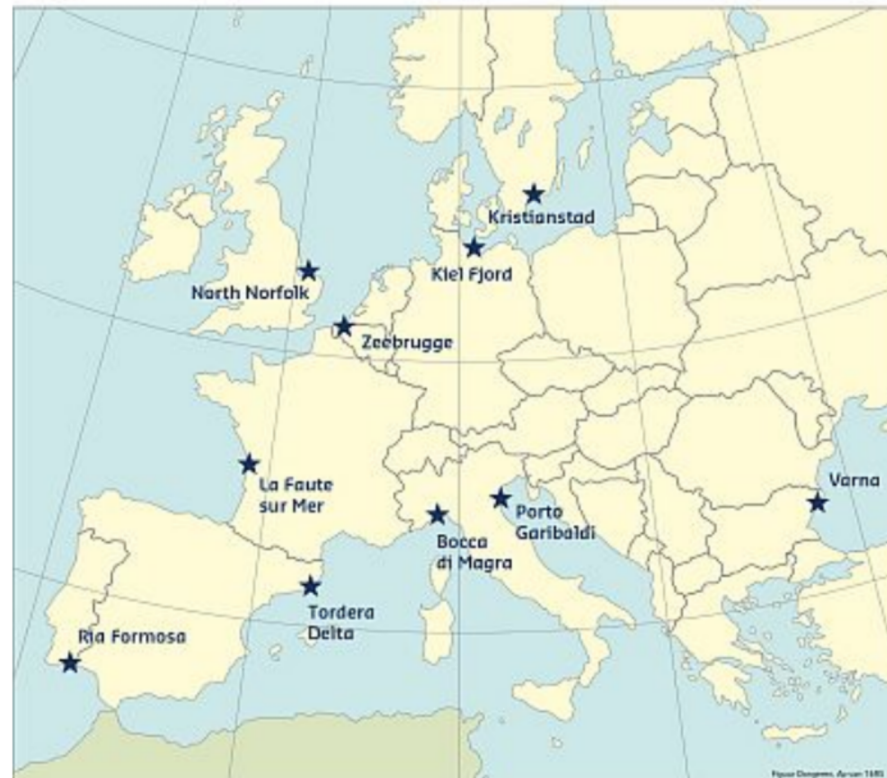 Kristianstad
Kiel Fjord
North Norfolk
Zeebrugge
La Faute
sur Mer
Varna
Porto
Garibaldi
Bocca
di Magra
Tordera
Delta
Ria Formosa